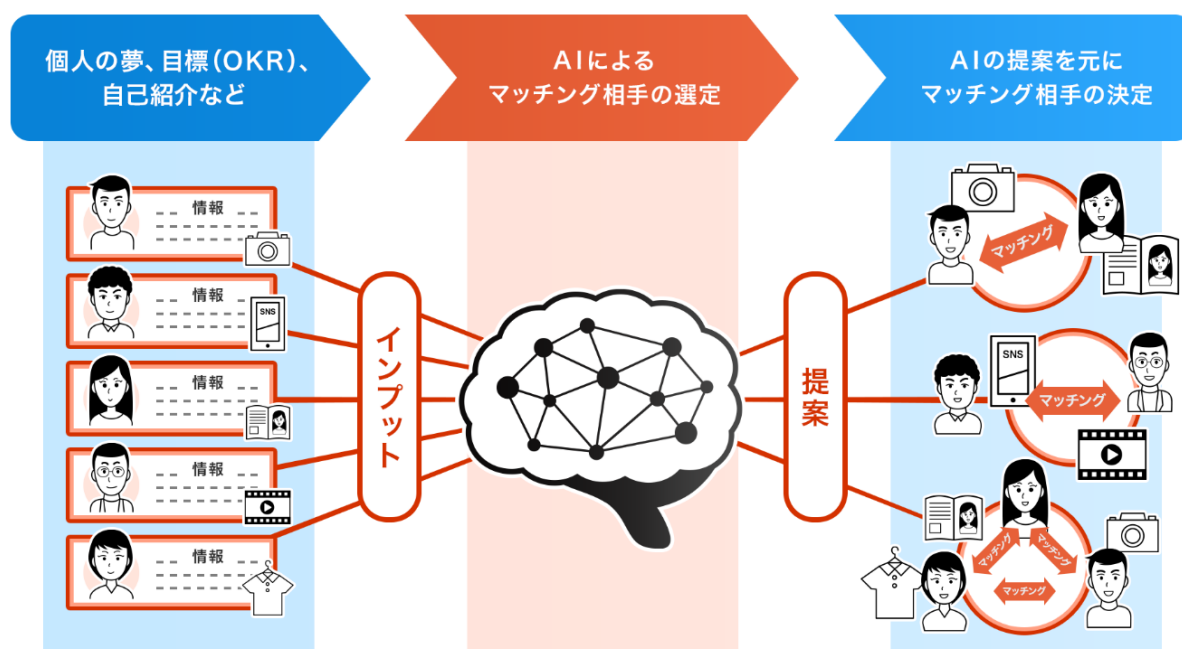 個人の夢、目標(OKR)、
自己紹介など
AIによる
マッチング相手の選定
AIの提案を元に
マッチング相手の決定
情報
情報
SNS
情報
情報
情報
インプット
提案
マッチング
SNS
マッチング
マッチング
マッチング
マッチング